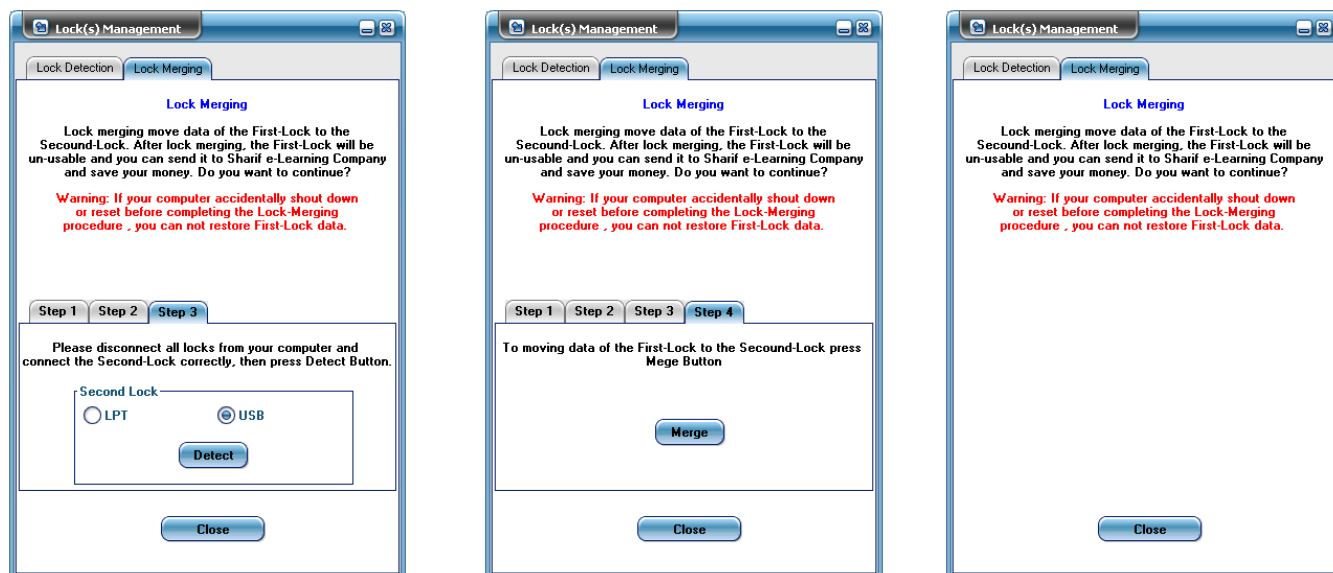 Lock(s) Management
Lock Detection
Lock Merging
Lock Merging
Lock merging move data of the First-Lock to the
Secound-Lock. After lock merging, the First-Lock will be
un-usable and you can send it to Sharif e-Learning Company
and save your money. Do you want to continue?
Warning: If your computer accidentally shout down
or reset before completing the Lock-Merging
procedure , you can not restore First-Lock data.
Step 1
Step 2
Step 3
Please disconnect all locks from your computer and
connect the Second-Lock correctly, then press Detect Button.
Second Lock
LPT
USB
Detect
Close
Lock(s) Management
Lock Detection
Lock Merging
Lock Merging
Lock merging move data of the First-Lock to the
Secound-Lock. After lock merging, the First-Lock will be
un-usable and you can send it to Sharif e-Learning Company
and save your money. Do you want to continue?
Warning: If your computer accidentally shout down
or reset before completing the Lock-Merging
procedure , you can not restore First-Lock data.
Step 1
Step 2
Step 3
Step 4
To moving data of the First-Lock to the Secound-Lock press
Mege Button
Merge
Close
Lock(s) Management
Lock Detection
Lock Merging
Lock Merging
Lock merging move data of the First-Lock to the
Secound-Lock. After lock merging, the First-Lock will be
un-usable and you can send it to Sharif e-Learning Company
and save your money. Do you want to continue?
Warning: If your computer accidentally shout down
or reset before completing the Lock-Merging
procedure , you can not restore First-Lock data.
Close